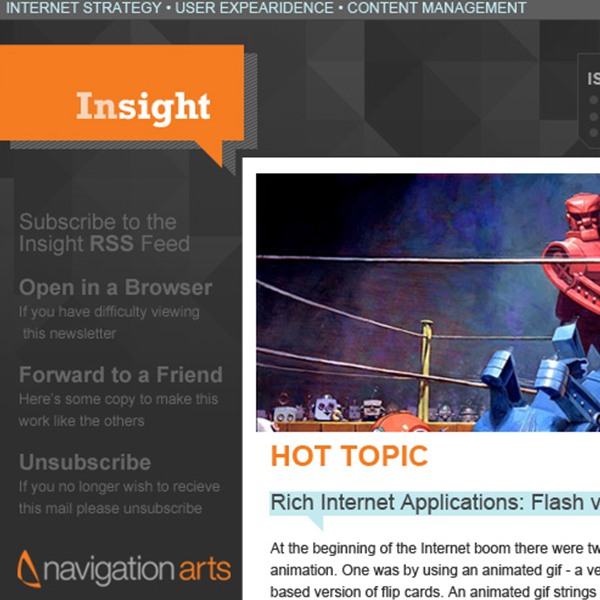 INTERNET STRATEGY • USER EXPEARIDENCE • CONTENT MANAGEMENT
Insight
IS
Subscribe to the
Insight RSS Feed
Open in a Browser
If you have difficulty viewing
this newsletter
Forward to a Friend
Here's some copy to make this
work like the others
Unsubscribe
If you no longer wish to recieve
this mail please unsubscribe
navigationarts
HOT TOPIC
Rich Internet Applications: Flash v
At the beginning of the Internet boom there were tw
animation. One was by using an animated gif - a ve
based version of flip cards. An animated gif strings